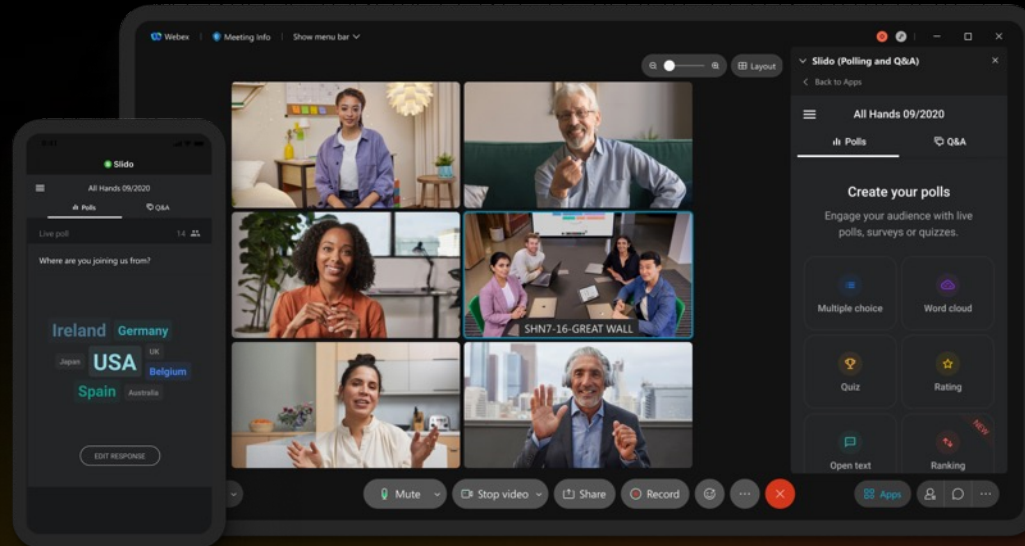 Webex
Meeting Info
Show menu bar
Layout
Slido (Polling and Q&A)
Back to Apps
All Hands 09/2020
Polls
Q&A
Create your polls
Engage your audience with live
polls, surveys or quizzes.
Multiple choice
Word cloud
Quiz
Rating
Open text
NEW
Ranking
SHN7-16-GREAT WALL
Mute
Stop video
Share
Record
Apps
Slido
All Hands 09/2020
Polls
Q&A
Live poll
14
Where are you joining us from?
Ireland
Germany
Japan
USA
UK
Belgium
Spain
Australia
EDIT RESPONSE